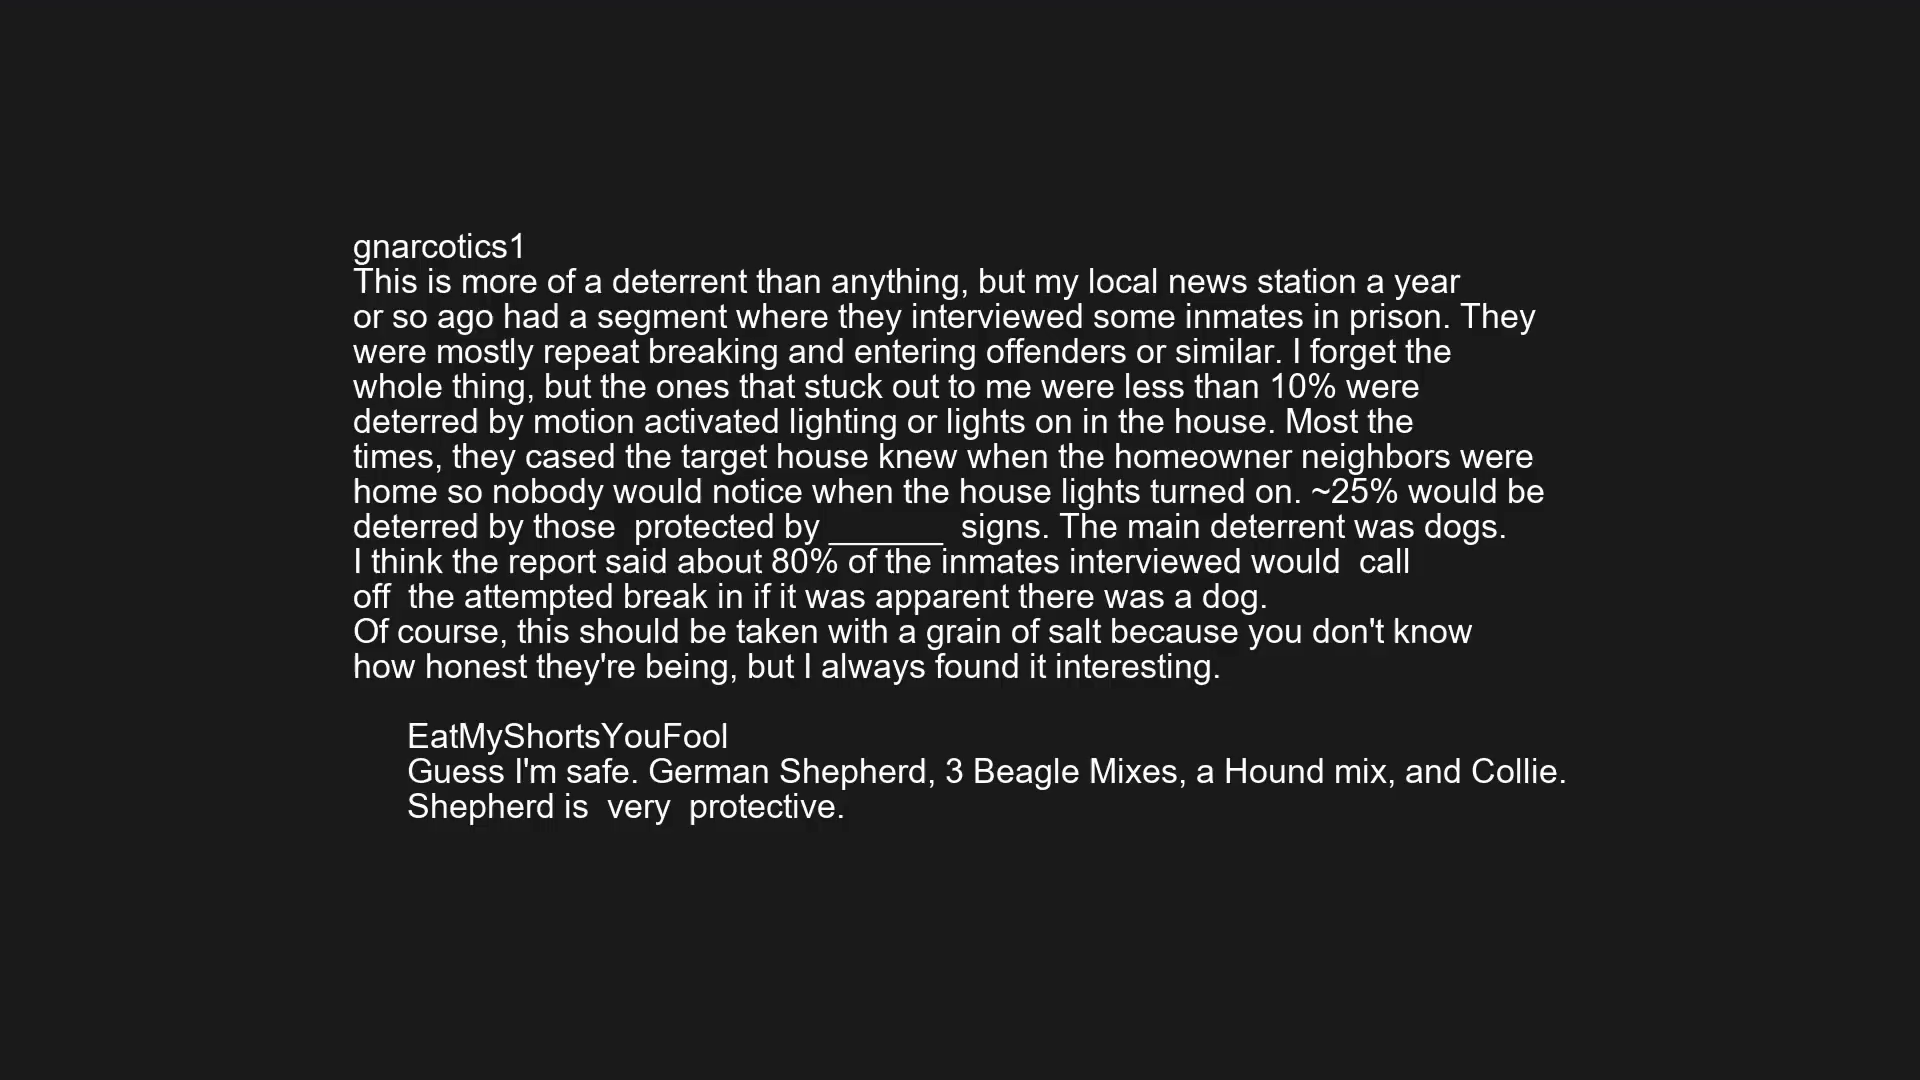 gnarcotics1
This is more of a deterrent than anything, but my local news station a year
or so ago had a segment where they interviewed some inmates in prison. They
were mostly repeat breaking and entering offenders or similar. I forget the
whole thing, but the ones that stuck out to me were less than 10% were
deterred by motion activated lighting or lights on in the house. Most the
times, they cased the target house knew when the homeowner neighbors were
home so nobody would notice when the house lights turned on. ~25% would be
deterred by those  protected by ______  signs. The main deterrent was dogs.
I think the report said about 80% of the inmates interviewed would  call
off  the attempted break in if it was apparent there was a dog.
Of course, this should be taken with a grain of salt because you don't know
how honest they're being, but I always found it interesting.
EatMyShortsYouFool
Guess I'm safe. German Shepherd, 3 Beagle Mixes, a Hound mix, and Collie.
Shepherd is  very  protective.